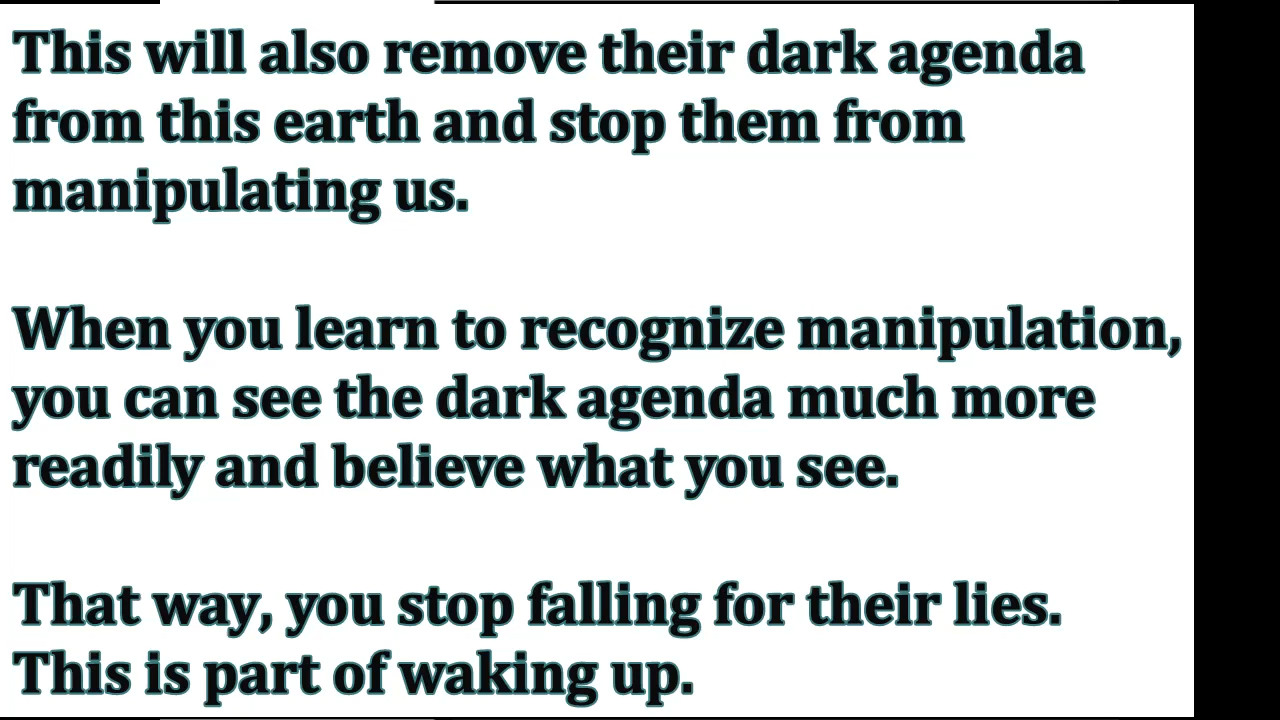 This will also remove their dark agenda
from this earth and stop them from
manipulating us.
When you learn to recognize manipulation,
you can see the dark agenda much more
readily and believe what you see.
That way, you stop falling for their lies.
This is part of waking up.